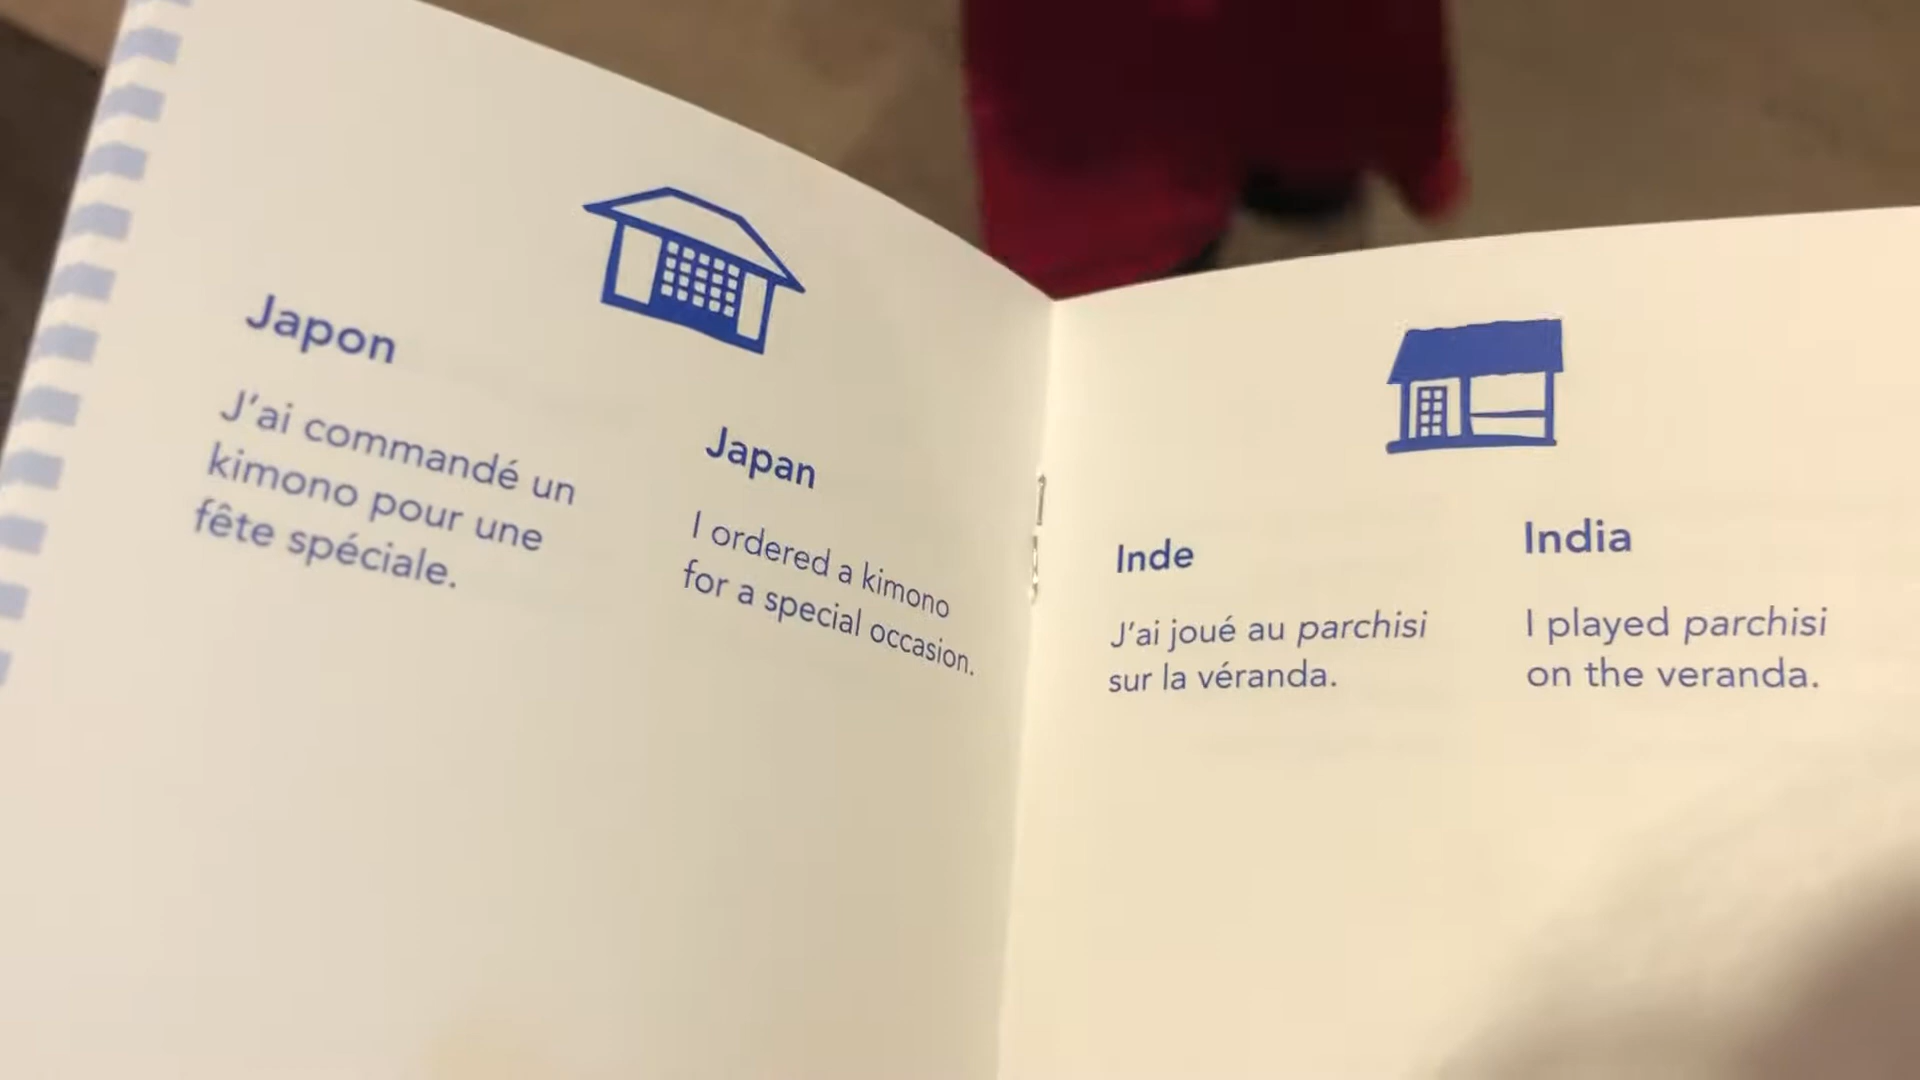 Japon
J'ai commandé un
kimono pour une
fête spéciale.
Japan
I ordered a kimono
for a special occasion.
Inde
J'ai joué au parchisi
sur la véranda.
India
I played parchisi
on the veranda.